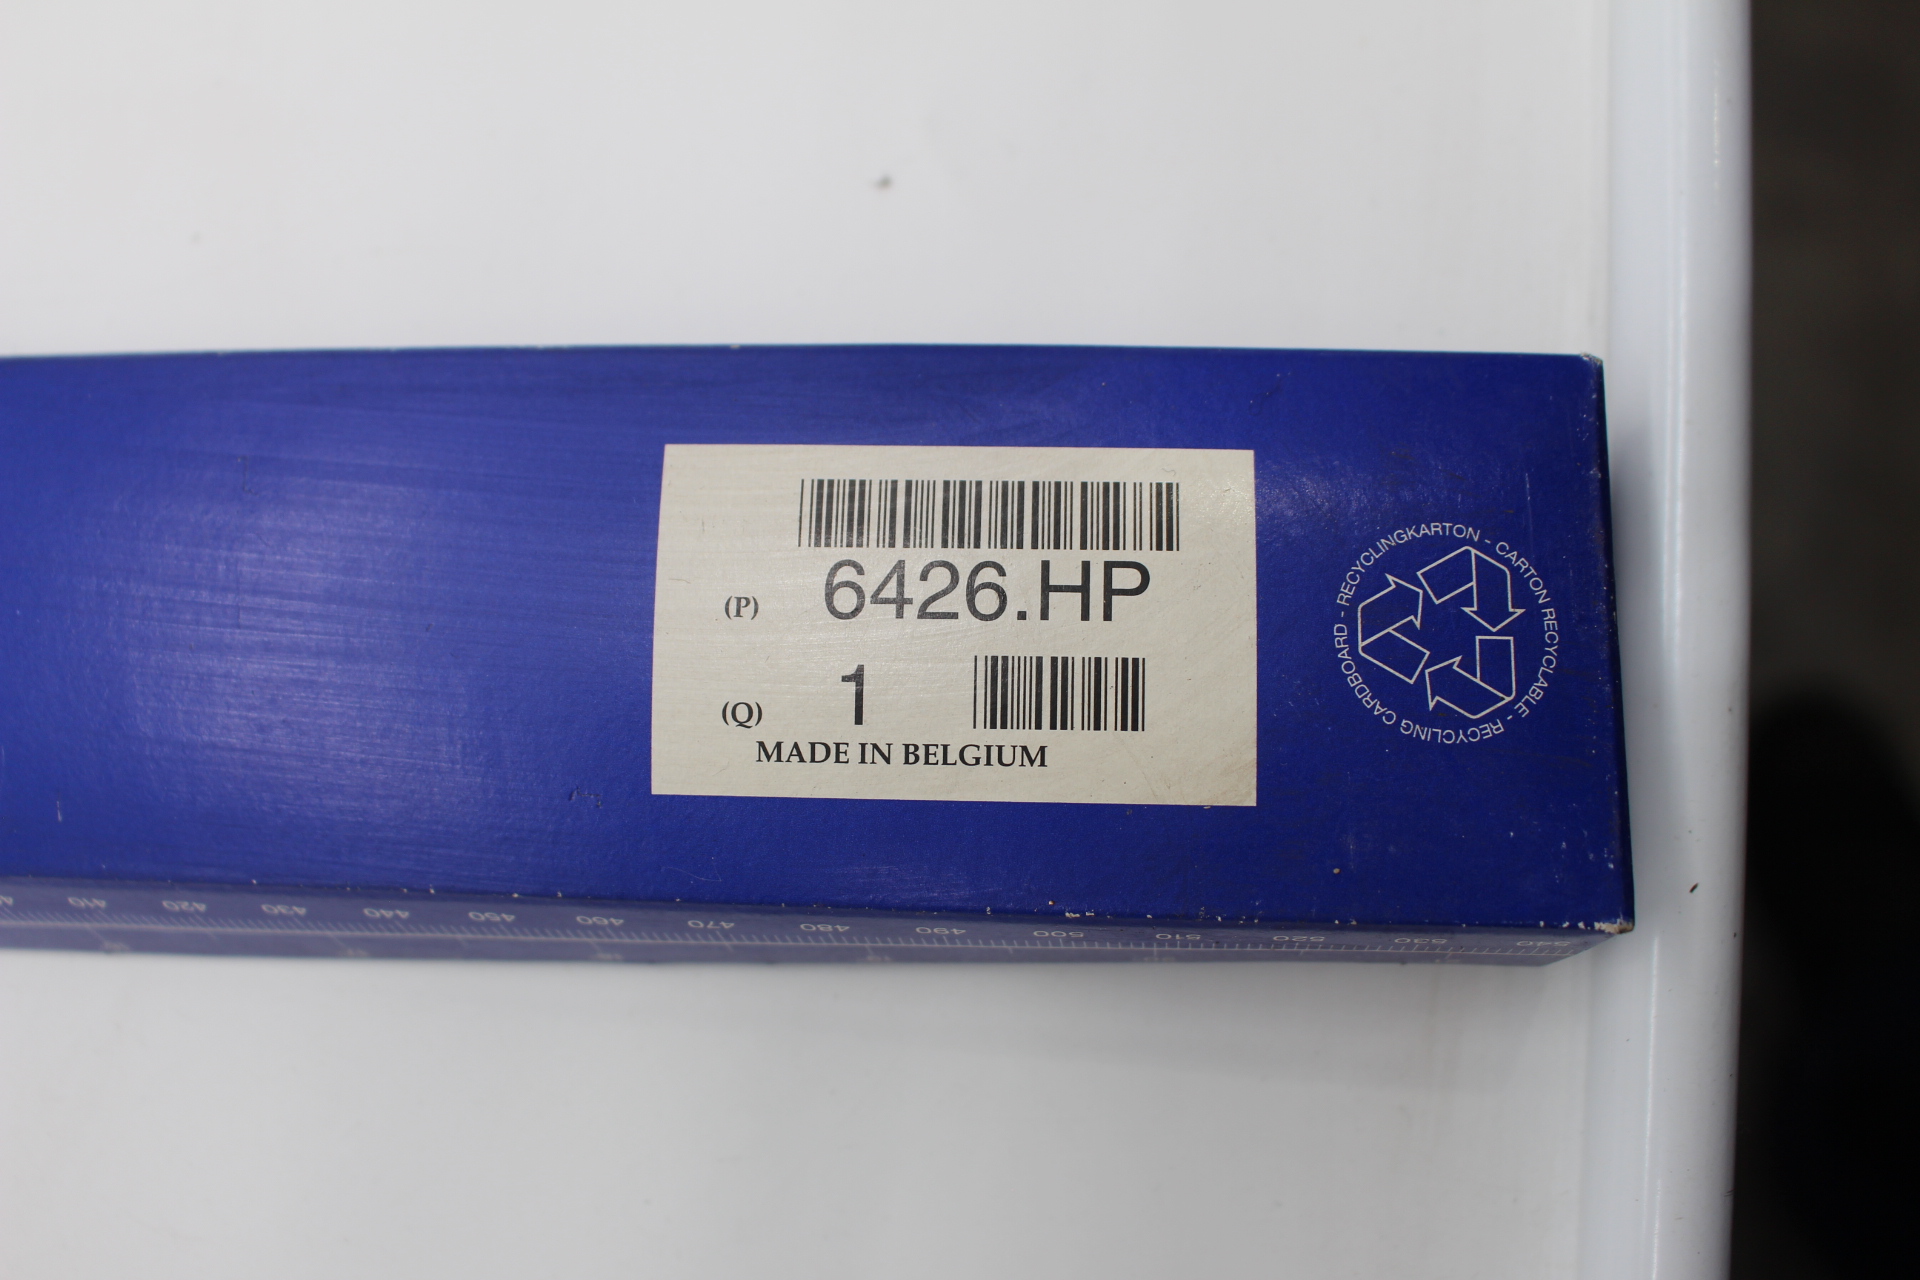 6426.HP
(P)
1
(Q)
MADE IN BELGIUM
RECYCLINGKARTON - CARTON RECYCLABLE - RECYCLING CARDBOARD -
410 420 430 440 450 460 470 480 490 500 510 520 530 540